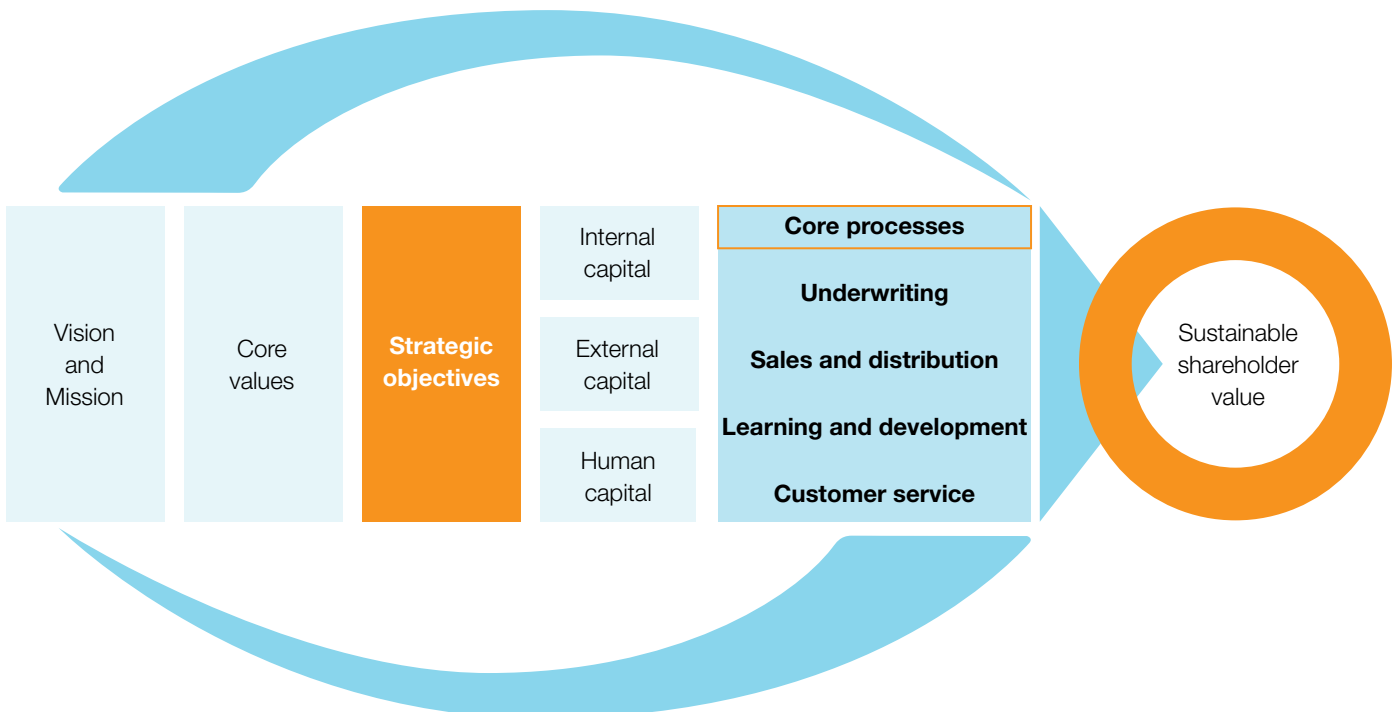 Vision
and
Mission
Core
values
Strategic
objectives
Internal
capital
External
capital
Human
capital
Core processes
Underwriting
Sales and distribution
Learning and development
Customer service
Sustainable
shareholder
value